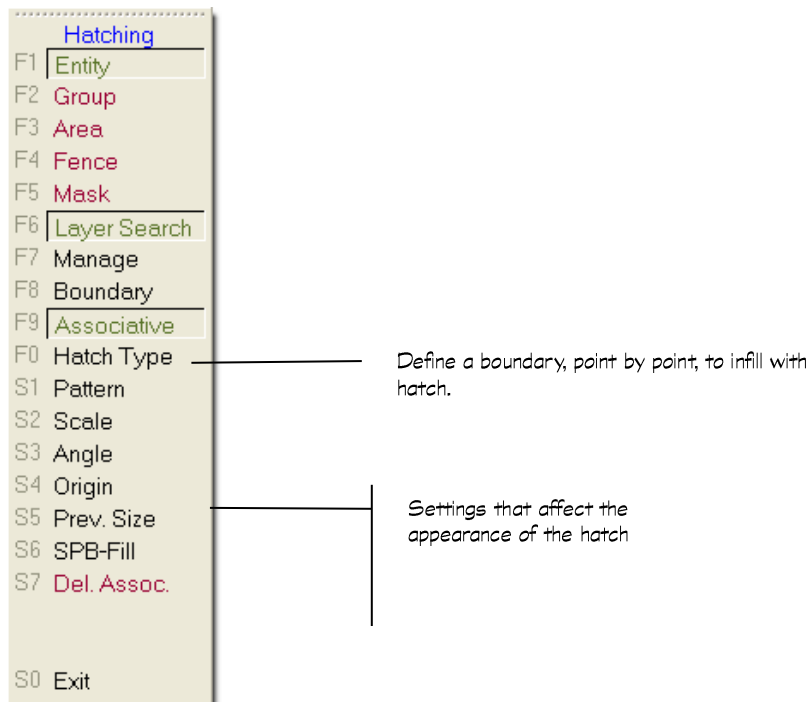 Hatching
F1 Entity
F2 Group
F3 Area
F4 Fence
F5 Mask
F6 Layer Search
F7 Manage
F8 Boundary
F9 Associative
F0 Hatch Type
S1 Pattern
S2 Scale
S3 Angle
S4 Origin
S5 Prev. Size
S6 SPB-Fill
S7 Del. Assoc.
S0 Exit
Define a boundary, point by point, to infill with
hatch.
Settings that affect the
appearance of the hatch